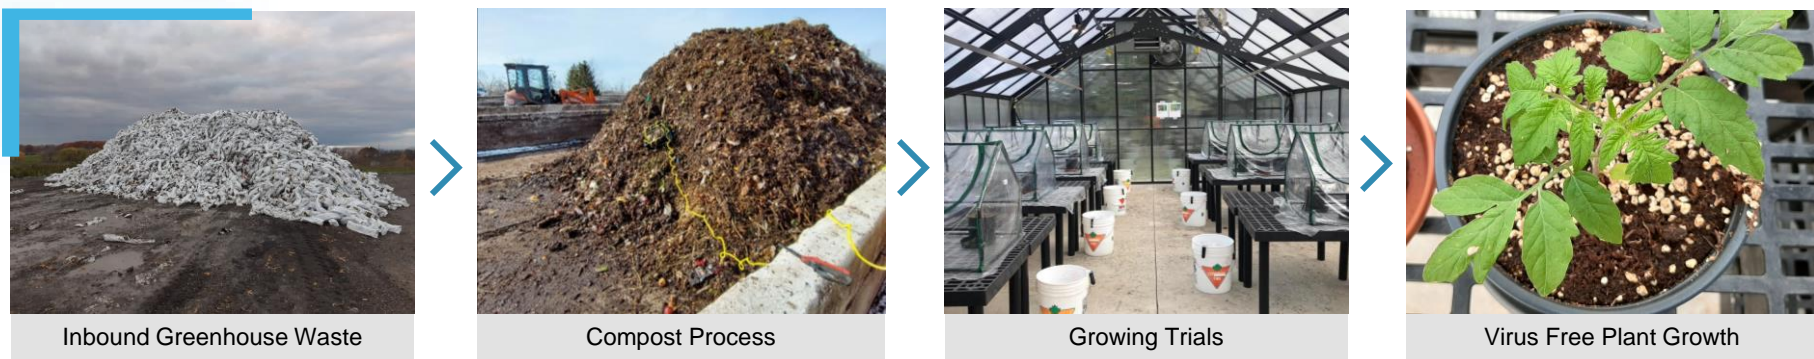 Inbound Greenhouse Waste
Compost Process
Growing Trials
Virus Free Plant Growth